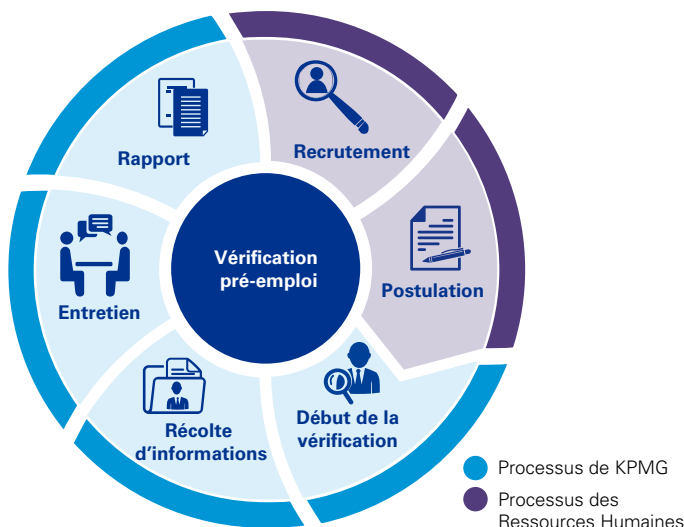 Rapport
Recrutement
Vérification
pré-emploi
Postulation
Entretien
Début de la
vérification
Récolte
d'informations
Processus de KPMG
Processus des
Ressources Humaines